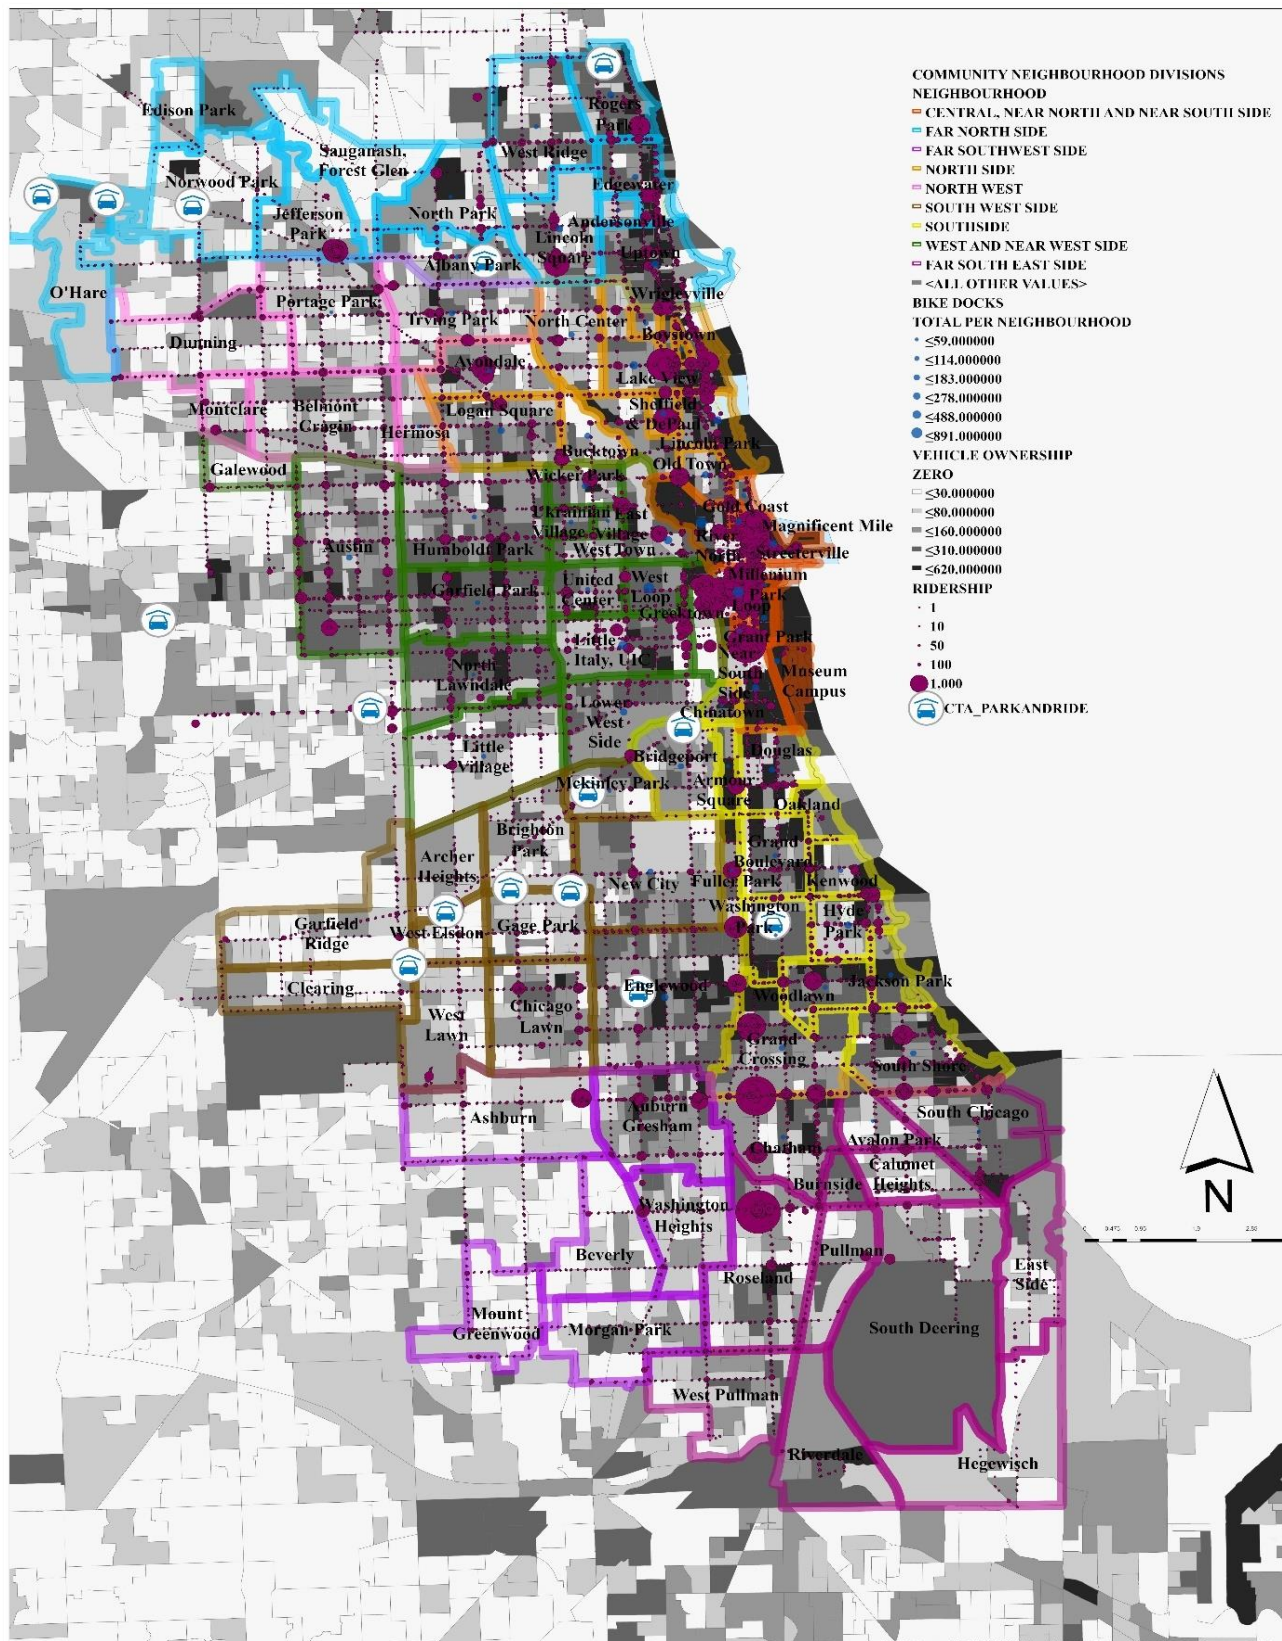 COMMUNITY NEIGHBOURHOOD DIVISIONS
NEIGHBOURHOOD
CENTRAL, NEAR NORTH AND NEAR SOUTH SIDE
FAR NORTH SIDE
FAR SOUTHWEST SIDE
NORTH SIDE
NORTH WEST
SOUTH WEST SIDE
SOUTHSIDE
WEST AND NEAR WEST SIDE
FAR SOUTH EAST SIDE
<ALL OTHER VALUES>
BIKE DOCKS
TOTAL PER NEIGHBOURHOOD
≤59.000000
≤114.000000
≤183.000000
≤278.000000
≤488.000000
≤891.000000
VEHICLE OWNERSHIP
ZERO
≤30.000000
≤80.000000
≤160.000000
≤310.000000
≤620.000000
RIDERSHIP
1
10
50
100
1,000
CTA_PARKANDRIDE
Edison Park
Rogers
Park
Sauganash,
Forest Glen
West Ridge
Norwood Park
Edgewater
Jefferson
Park
North Park
Andersonville
Lincoln
Square
Uptown
Albany Park
O'Hare
Portage Park
Wrigleyville
Irving Park
North Center
Dunning
Boystown
Avondale
Lake View
Montclare
Belmont
Cragin
Logan Square
Sheffield
& DePaul
Hermosa
Lincoln Park
Bucktown
Galewood
Wicker Park
Old Town
Gold Coast
Ukrainian
Village
East
Village
Magnificent Mile
River
North
Austin
Humboldt Park
West Town
Streeterville
Garfield Park
United
Center
West
Loop
Millenium
Park
Greektown
Loop
Little
Italy, UIC
Grant Park
North
Lawndale
Near
South
Side
Museum
Campus
Lower
West
Side
Chinatown
Little
Village
Bridgeport
Douglas
Mckinley Park
Armour
Square
Oakland
Brighton
Park
Archer
Heights
Grand
Boulevard
New City
Fuller Park
Kenwood
Garfield
Ridge
West Elsdon
Gage Park
Washington
Park
Hyde
Park
Clearing
Englewood
Jackson Park
Woodlawn
West
Lawn
Chicago
Lawn
Grand
Crossing
South Shore
Ashburn
Auburn
Gresham
South Chicago
Chatham
Avalon Park
Burnside
Calumet
Heights
Washington
Heights
Beverly
Pullman
Roseland
East
Side
Mount
Greenwood
Morgan Park
South Deering
West Pullman
Riverdale
Hegewisch
N